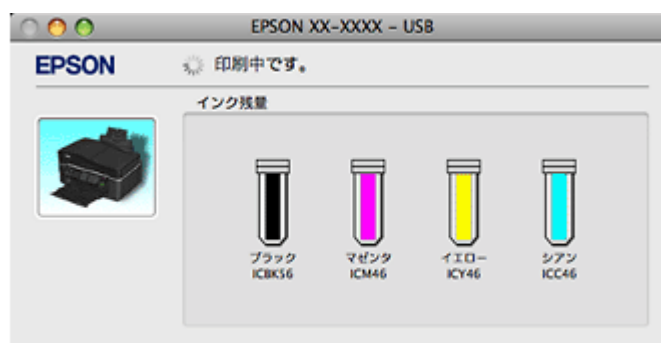 EPSON XX-XXXX - USB
EPSON
印刷中です。
インク残量
ブラック
ICBK56
マゼンタ
ICM46
イエロー
ICY46
シアン
ICC46